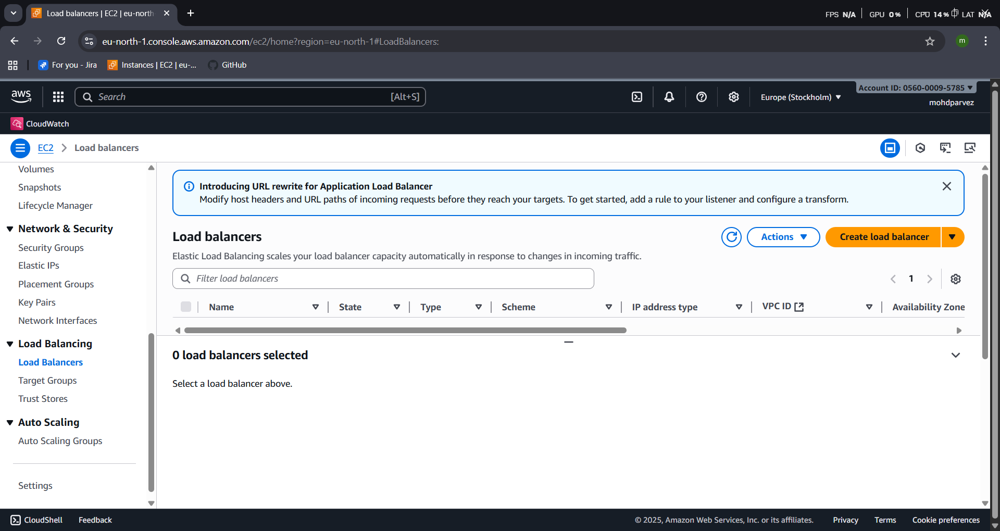 Load balancers | EC2 | eu-north
FPS N/A GPU 0% CPU 14% LAT N/A
eu-north-1.console.aws.amazon.com/ec2/home?region=eu-north-1#LoadBalancers:
m
For you - Jira
Instances | EC2 | eu-...
GitHub
aws
Search
[Alt+S]
Europe (Stockholm)
Account ID: 0560-0009-5785
mohdparvez
CloudWatch
EC2
Load balancers
Volumes
Snapshots
Lifecycle Manager
Network & Security
Security Groups
Elastic IPs
Placement Groups
Key Pairs
Network Interfaces
Load Balancing
Load Balancers
Target Groups
Trust Stores
Auto Scaling
Auto Scaling Groups
Settings
Introducing URL rewrite for Application Load Balancer
Modify host headers and URL paths of incoming requests before they reach your targets. To get started, add a rule to your listener and configure a transform.
Load balancers
Actions
Create load balancer
Elastic Load Balancing scales your load balancer capacity automatically in response to changes in incoming traffic.
Filter load balancers
1
Name
State
Type
Scheme
IP address type
VPC ID
Availability Zone
0 load balancers selected
Select a load balancer above.
CloudShell
Feedback
© 2025, Amazon Web Services, Inc. or its affiliates.
Privacy
Terms
Cookie preferences